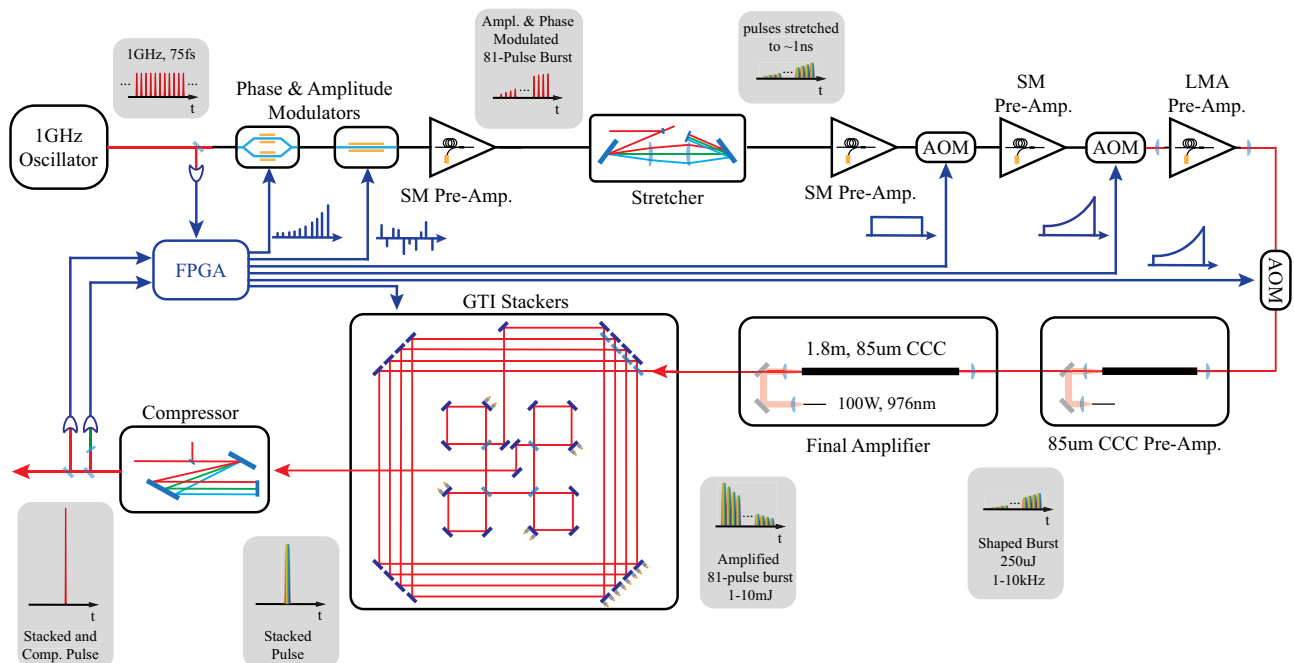 1GHz, 75fs
...
...
t
Ampl. & Phase
Modulated
81-Pulse Burst
...
t
pulses stretched
to ~1ns
...
t
1GHz
Oscillator
Phase & Amplitude
Modulators
SM Pre-Amp.
Stretcher
SM Pre-Amp.
AOM
SM
Pre-Amp.
AOM
LMA
Pre-Amp.
AOM
FPGA
GTI Stackers
1.8m, 85um CCC
100W, 976nm
Final Amplifier
85um CCC Pre-Amp.
Compressor
...
t
Amplified
81-pulse burst
1-10mJ
...
t
Shaped Burst
250uJ
1-10kHz
t
Stacked and
Comp. Pulse
t
Stacked
Pulse